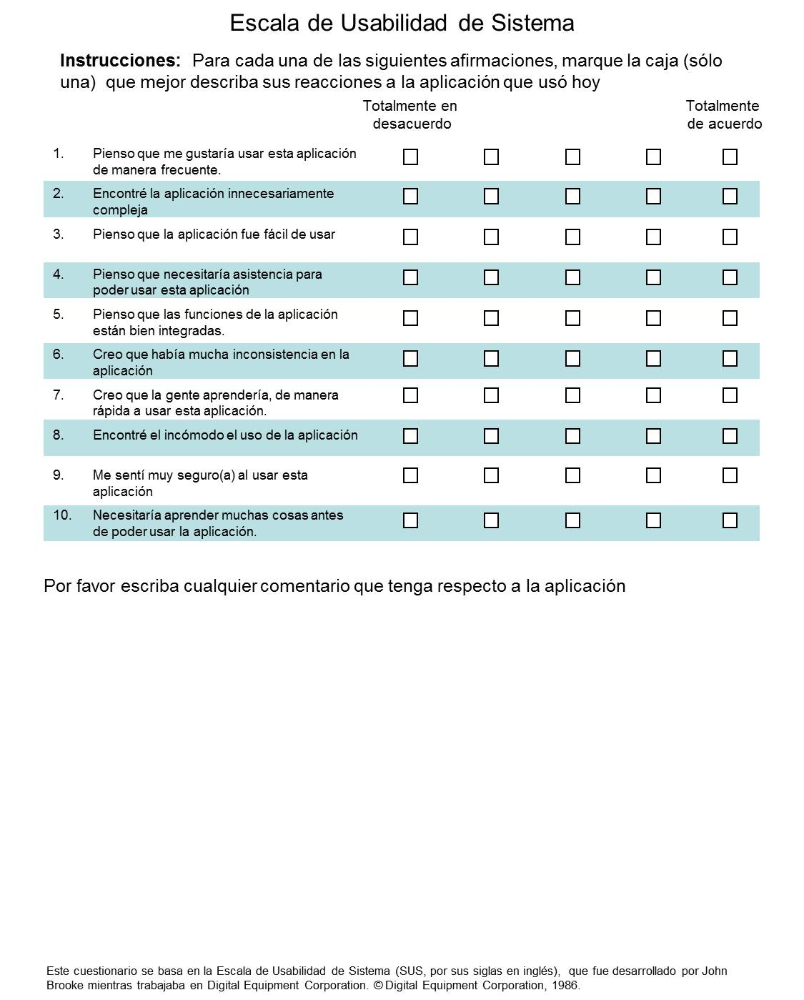 Escala de Usabilidad de Sistema
Instrucciones: Para cada una de las siguientes afirmaciones, marque la caja (sólo
una) que mejor describa sus reacciones a la aplicación que usó hoy
Totalmente en
desacuerdo
Totalmente
de acuerdo
1. Pienso que me gustaría usar esta aplicación
de manera frecuente.
2. Encontré la aplicación innecesariamente
compleja
3. Pienso que la aplicación fue fácil de usar
4. Pienso que necesitaría asistencia para
poder usar esta aplicación
5. Pienso que las funciones de la aplicación
están bien integradas.
6. Creo que había mucha inconsistencia en la
aplicación
7. Creo que la gente aprendería, de manera
rápida a usar esta aplicación.
8. Encontré el incómodo el uso de la aplicación
9. Me sentí muy seguro(a) al usar esta
aplicación
10. Necesitaría aprender muchas cosas antes
de poder usar la aplicación.
Por favor escriba cualquier comentario que tenga respecto a la aplicación
Este cuestionario se basa en la Escala de Usabilidad de Sistema (SUS, por sus siglas en inglés), que fue desarrollado por John
Brooke mientras trabajaba en Digital Equipment Corporation. © Digital Equipment Corporation, 1986.